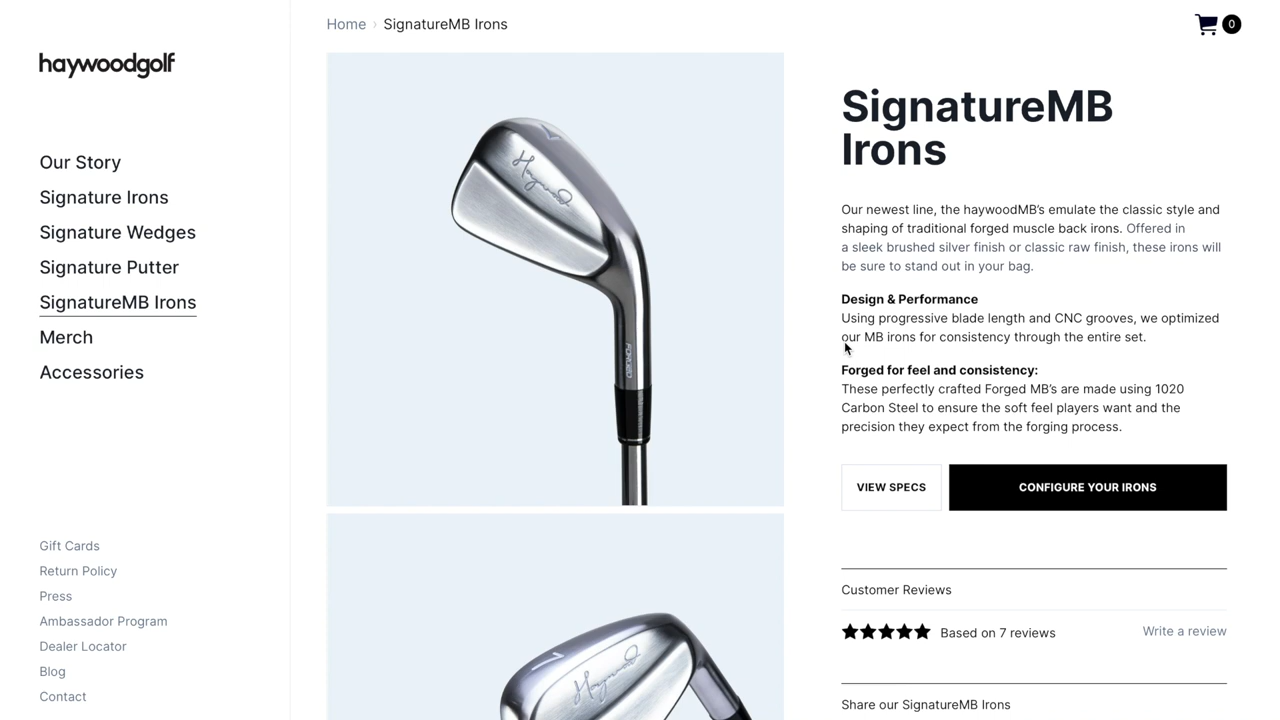 Home › SignatureMB Irons
0
haywoodgolf
Our Story
Signature Irons
Signature Wedges
Signature Putter
SignatureMB Irons
Merch
Accessories
Gift Cards
Return Policy
Press
Ambassador Program
Dealer Locator
Blog
Contact
Haywood
FORGED
7
Haywood
SignatureMB
Irons
Our newest line, the haywoodMB's emulate the classic style and
shaping of traditional forged muscle back irons. Offered in
a sleek brushed silver finish or classic raw finish, these irons will
be sure to stand out in your bag.
Design & Performance
Using progressive blade length and CNC grooves, we optimized
our MB irons for consistency through the entire set.
Forged for feel and consistency:
These perfectly crafted Forged MB's are made using 1020
Carbon Steel to ensure the soft feel players want and the
precision they expect from the forging process.
VIEW SPECS
CONFIGURE YOUR IRONS
Customer Reviews
★★★★★ Based on 7 reviews
Write a review
Share our SignatureMB Irons